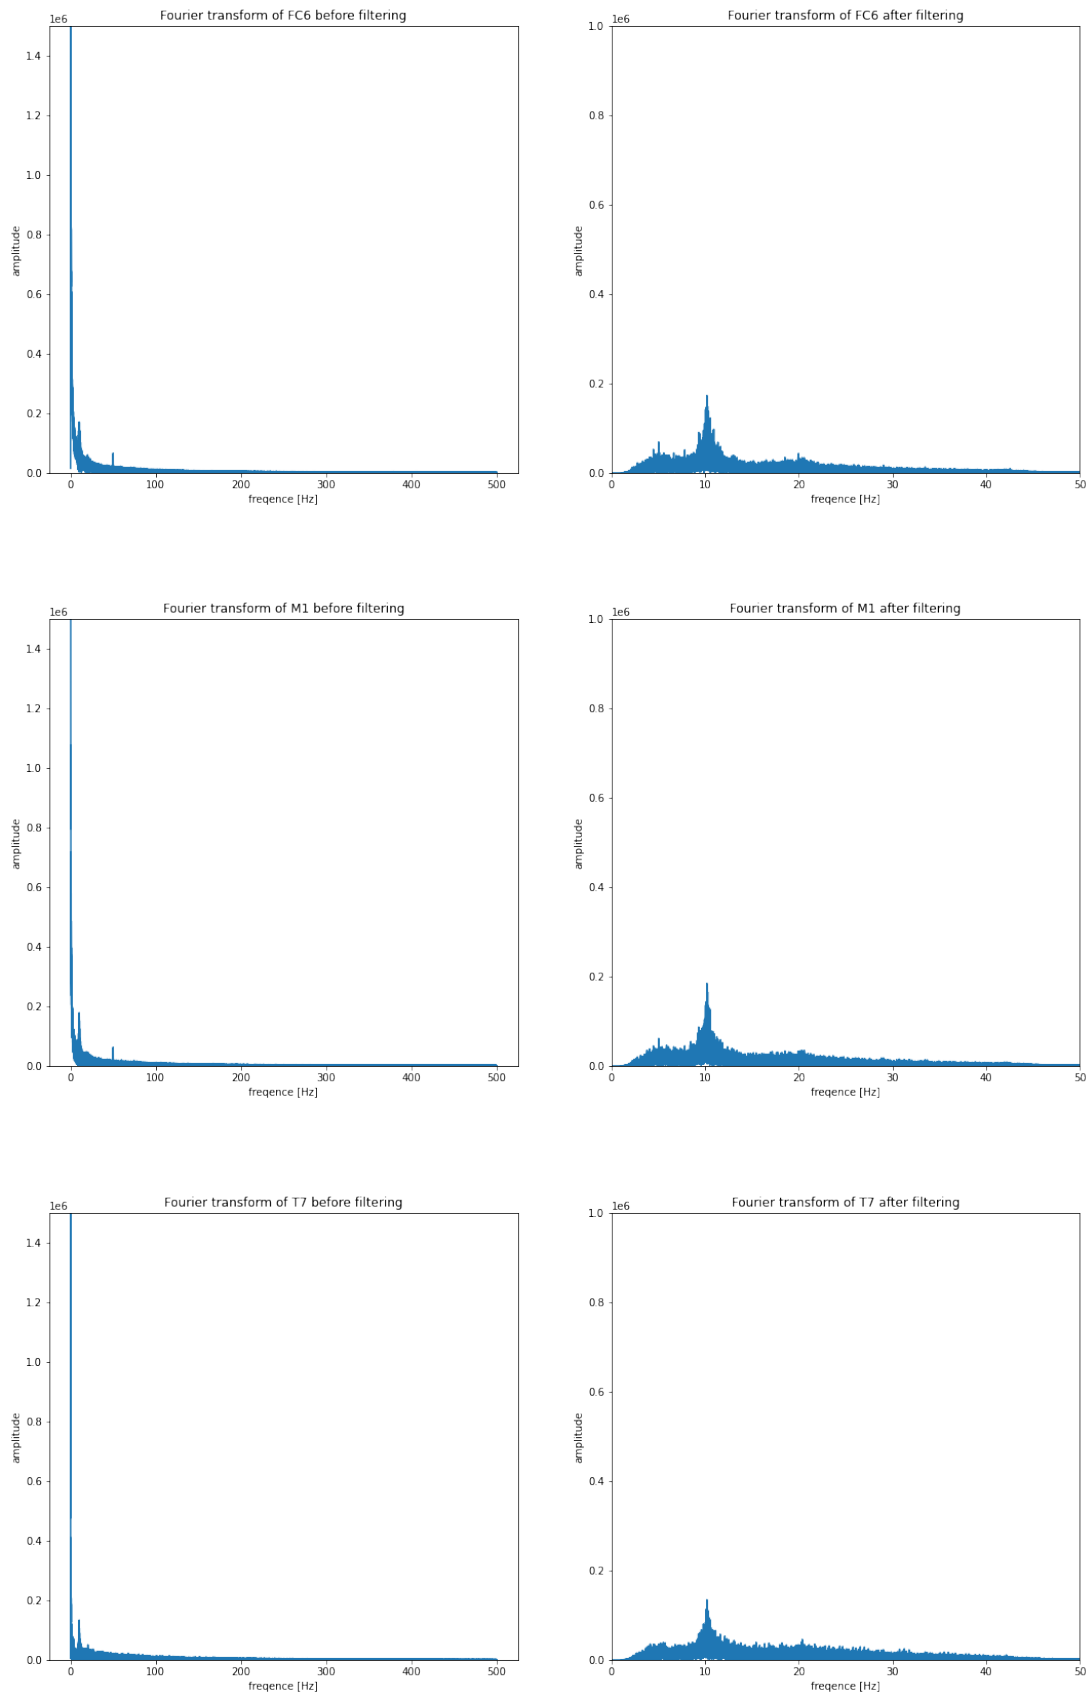 Fourier transform of FC6 before filtering
1e6
1.4
1.2
1.0
0.8
0.6
0.4
0.2
0.0
amplitude
0 100 200 300 400 500
freqence [Hz]
Fourier transform of FC6 after filtering
1e6
1.0
0.8
0.6
0.4
0.2
0.0
amplitude
0 10 20 30 40 50
freqence [Hz]
Fourier transform of M1 before filtering
1e6
1.4
1.2
1.0
0.8
0.6
0.4
0.2
0.0
amplitude
0 100 200 300 400 500
freqence [Hz]
Fourier transform of M1 after filtering
1e6
1.0
0.8
0.6
0.4
0.2
0.0
amplitude
0 10 20 30 40 50
freqence [Hz]
Fourier transform of T7 before filtering
1e6
1.4
1.2
1.0
0.8
0.6
0.4
0.2
0.0
amplitude
0 100 200 300 400 500
freqence [Hz]
Fourier transform of T7 after filtering
1e6
1.0
0.8
0.6
0.4
0.2
0.0
amplitude
0 10 20 30 40 50
freqence [Hz]